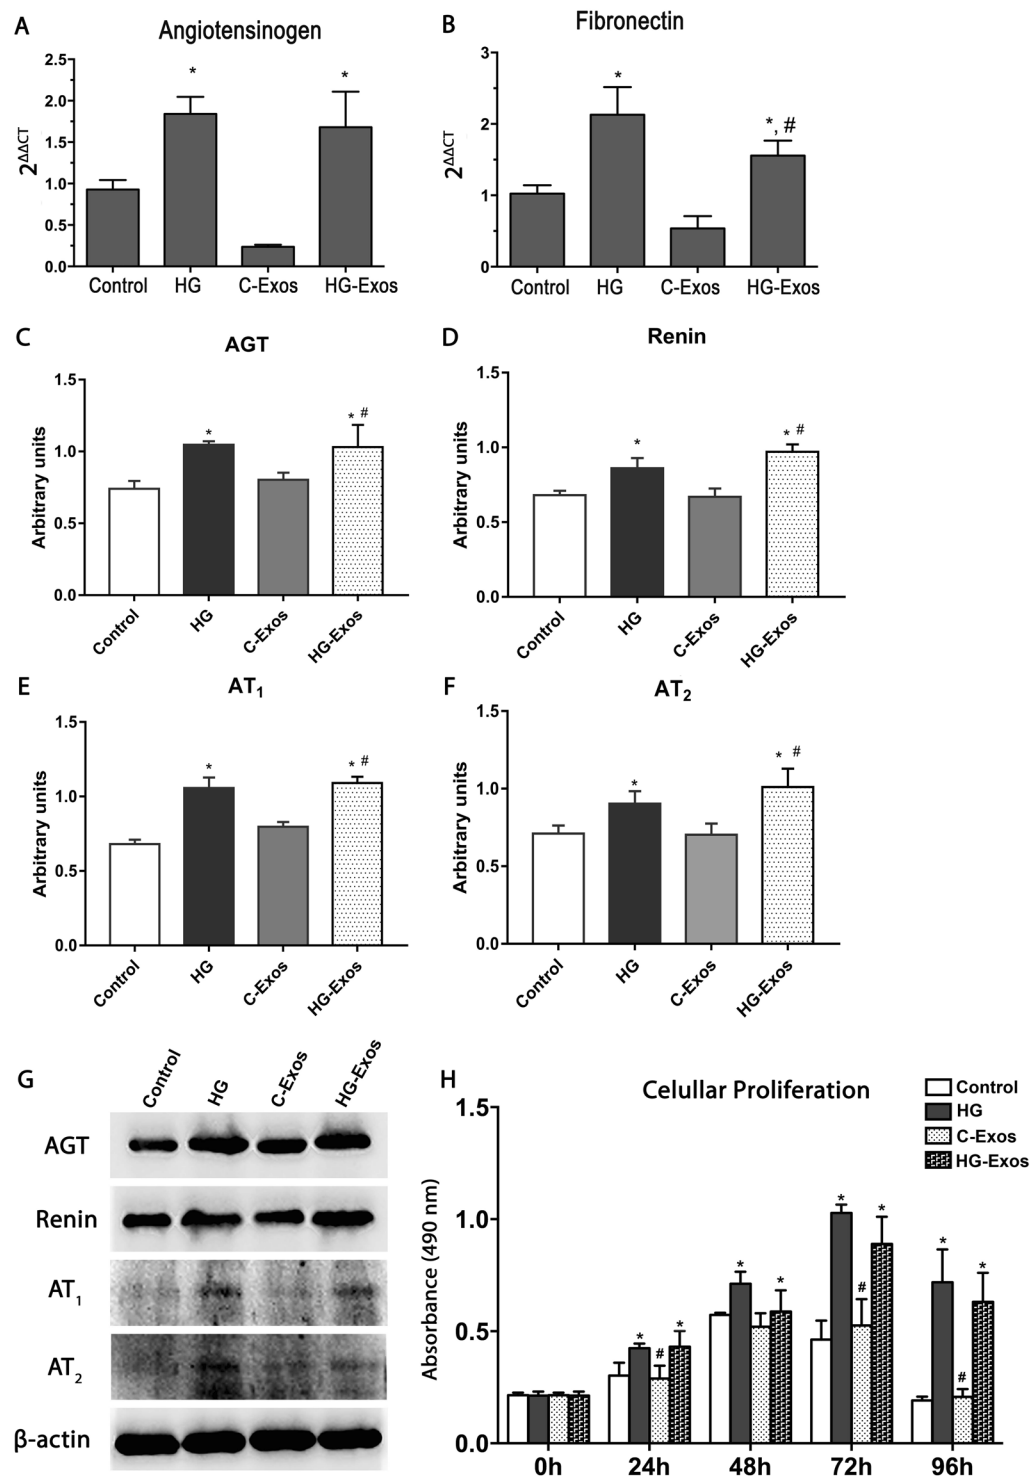 A
Angiotensinogen
2^ΔΔCT
2.5
2.0
1.5
1.0
0.5
0.0
*
*
Control HG C-Exos HG-Exos
B
Fibronectin
2^ΔΔCT
3
2
1
0
*
*, #
Control HG C-Exos HG-Exos
C
AGT
Arbitrary units
1.5
1.0
0.5
0.0
*
* #
Control HG C-Exos HG-Exos
D
Renin
Arbitrary units
1.5
1.0
0.5
0.0
*
* #
Control HG C-Exos HG-Exos
E
AT1
Arbitrary units
1.5
1.0
0.5
0.0
*
* #
Control HG C-Exos HG-Exos
F
AT2
Arbitrary units
1.5
1.0
0.5
0.0
*
* #
Control HG C-Exos HG-Exos
G
Control HG C-Exos HG-Exos
AGT
Renin
AT1
AT2
β-actin
H
Celullar Proliferation
Control
HG
C-Exos
HG-Exos
Absorbance (490 nm)
1.5
1.0
0.5
0.0
* # *
* *
* # *
* # *
0h 24h 48h 72h 96h